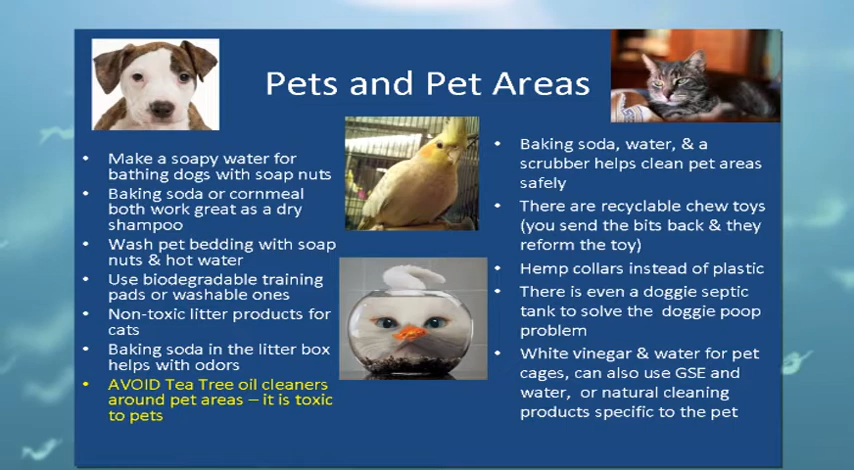 Pets and Pet Areas
• Make a soapy water for
bathing dogs with soap nuts
• Baking soda or cornmeal
both work great as a dry
shampoo
• Wash pet bedding with soap
nuts & hot water
• Use biodegradable training
pads or washable ones
• Non-toxic litter products for
cats
• Baking soda in the litter box
helps with odors
• AVOID Tea Tree oil cleaners
around pet areas – it is toxic
to pets
• Baking soda, water, & a
scrubber helps clean pet areas
safely
• There are recyclable chew toys
(you send the bits back & they
reform the toy)
• Hemp collars instead of plastic
• There is even a doggie septic
tank to solve the doggie poop
problem
• White vinegar & water for pet
cages, can also use GSE and
water, or natural cleaning
products specific to the pet